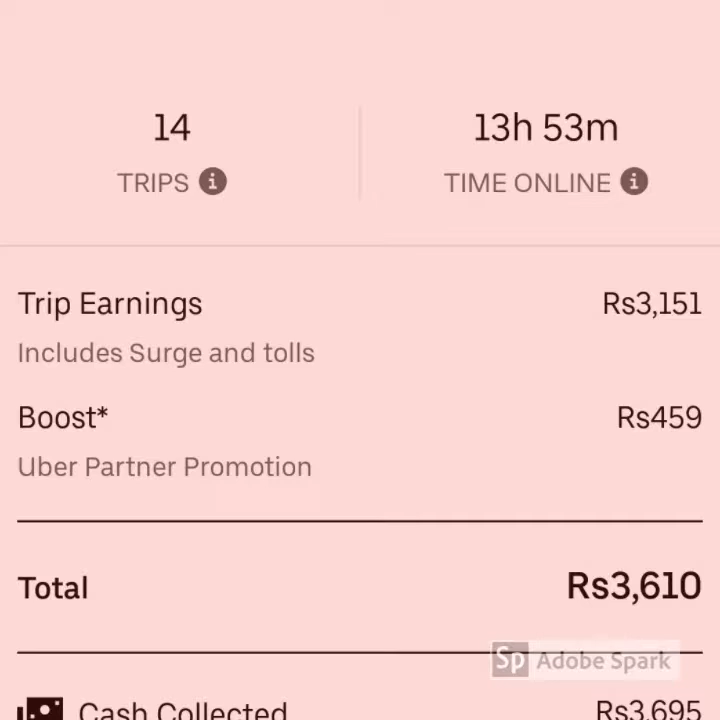 14
13h 53m
TRIPS
TIME ONLINE
Trip Earnings
Rs3,151
Includes Surge and tolls
Boost*
Rs459
Uber Partner Promotion
Total
Rs3,610
Sp Adobe Spark
Cash Collected
Rs3,695